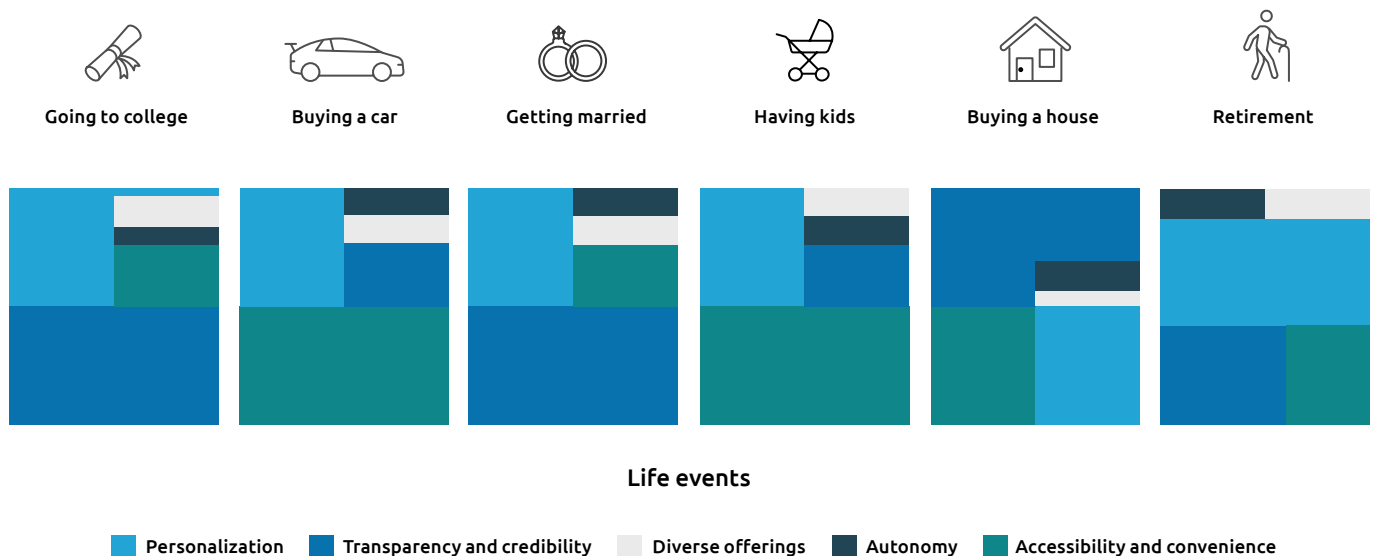 Going to college
Buying a car
Getting married
Having kids
Buying a house
Retirement
Life events
Personalization
Transparency and credibility
Diverse offerings
Autonomy
Accessibility and convenience